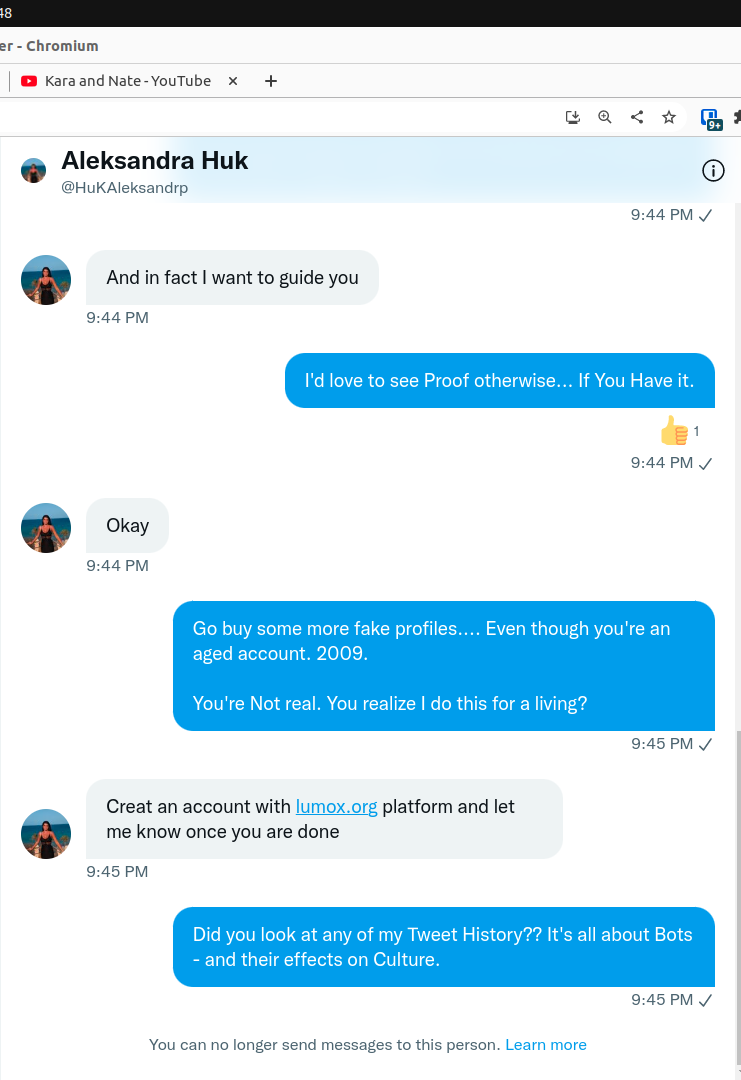 48
er - Chromium
Kara and Nate - YouTube
9+
Aleksandra Huk
@HuKAleksandrp
9:44 PM
And in fact I want to guide you
9:44 PM
I'd love to see Proof otherwise... If You Have it.
1
9:44 PM
Okay
9:44 PM
Go buy some more fake profiles.... Even though you're an
aged account. 2009.
You're Not real. You realize I do this for a living?
9:45 PM
Creat an account with lumox.org platform and let
me know once you are done
9:45 PM
Did you look at any of my Tweet History?? It's all about Bots
- and their effects on Culture.
9:45 PM
You can no longer send messages to this person. Learn more